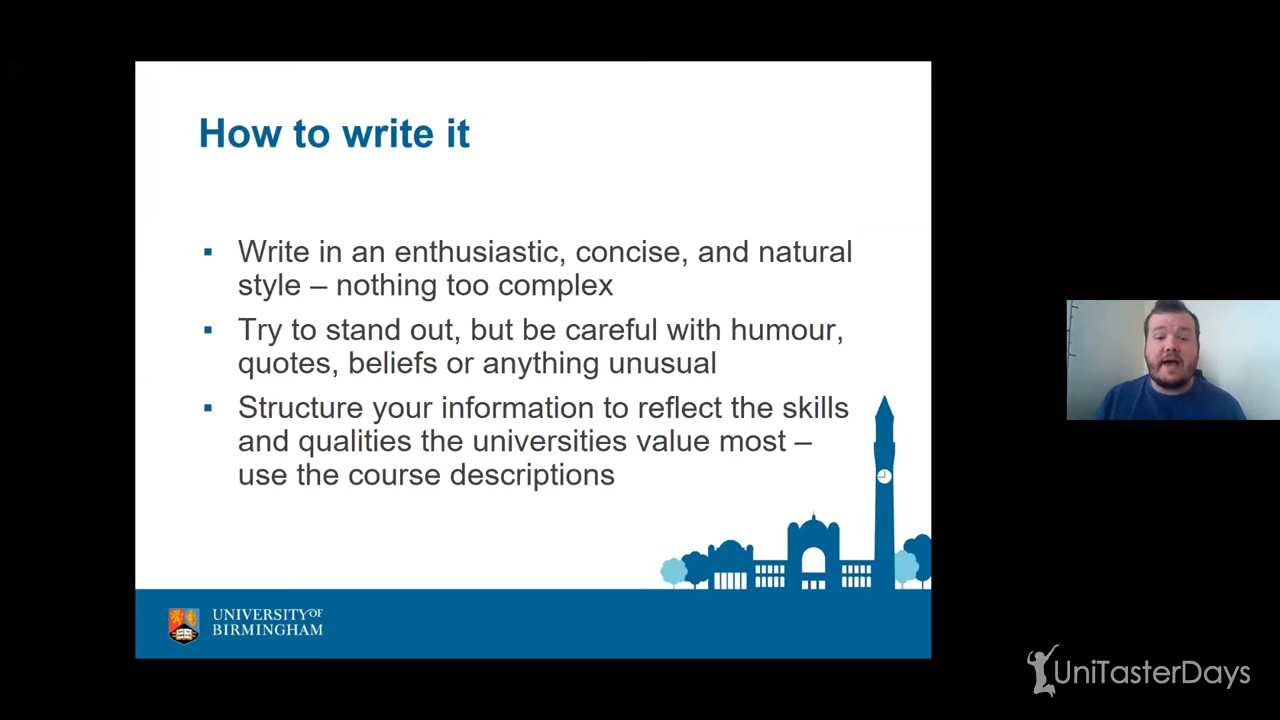 How to write it
▪ Write in an enthusiastic, concise, and natural
style – nothing too complex
▪ Try to stand out, but be careful with humour,
quotes, beliefs or anything unusual
▪ Structure your information to reflect the skills
and qualities the universities value most –
use the course descriptions
UNIVERSITY OF
BIRMINGHAM
UniTasterDays